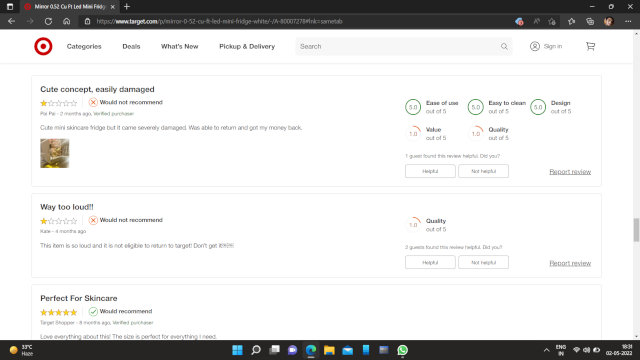 Mirror 0.52 Cu Ft Led Mini Fridge
https://www.target.com/p/mirror-0-52-cu-ft-led-mini-fridge-white/-/A-80007278#lnk=sametab
Categories Deals What's New Pickup & Delivery Search Sign in
Cute concept, easily damaged
Would not recommend
Pai Pai - 2 months ago, Verified purchaser
Cute mini skincare fridge but it came severely damaged. Was able to return and got my money back.
5.0 Ease of use out of 5
5.0 Easy to clean out of 5
5.0 Design out of 5
1.0 Value out of 5
1.0 Quality out of 5
1 guest found this review helpful. Did you?
Helpful Not helpful Report review
Way too loud!!
Would not recommend
Kate - 4 months ago
This item is so loud and it is not eligible to return to target! Don't get
1.0 Quality out of 5
2 guests found this review helpful. Did you?
Helpful Not helpful Report review
Perfect For Skincare
Would recommend
Target Shopper - 8 months ago, Verified purchaser
Love everything about this! The size is perfect for everything I need.
33°C
Haze
ENG
IN
18:31
02-05-2022